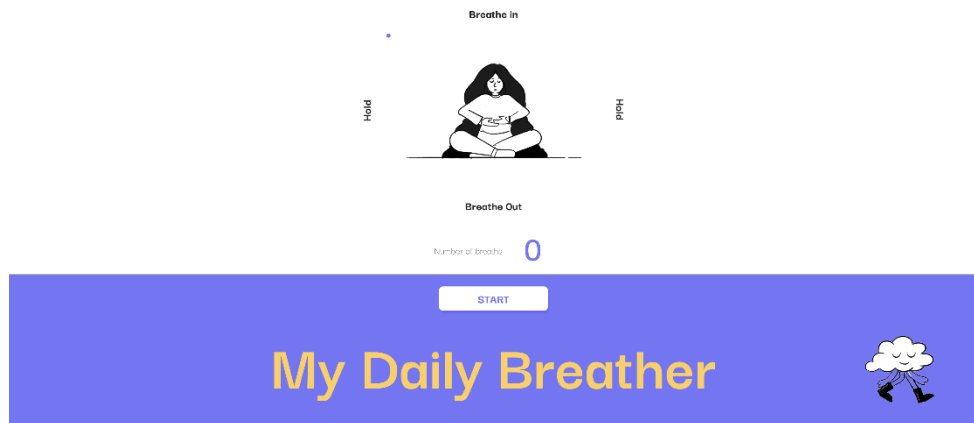 Breathe in
Hold
Hold
Breathe Out
Number of breaths 0
START
My Daily Breather